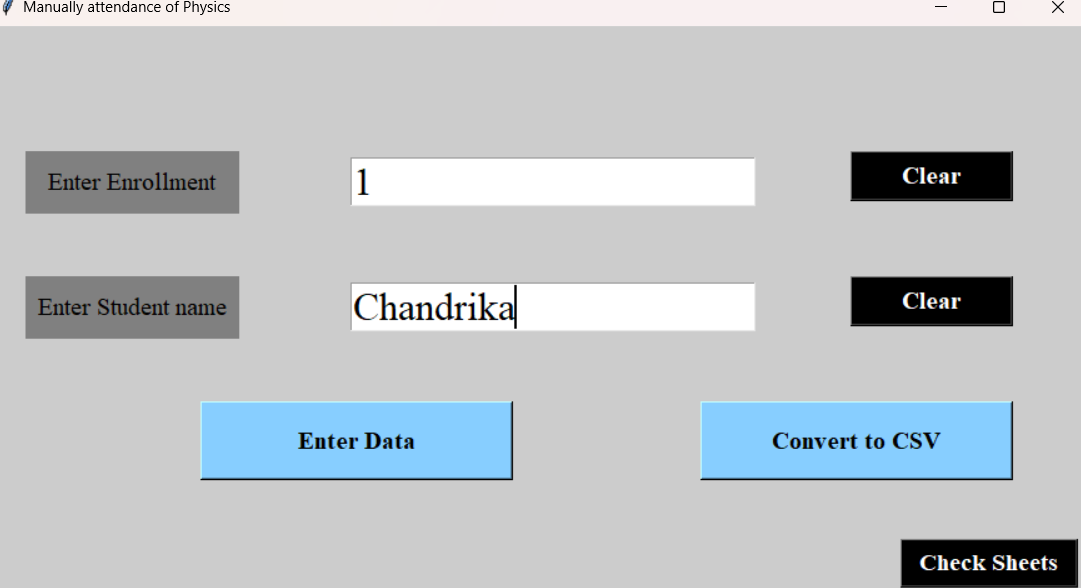 Manually attendance of Physics
Enter Enrollment 1 Clear
Enter Student name Chandrika Clear
Enter Data Convert to CSV
Check Sheets